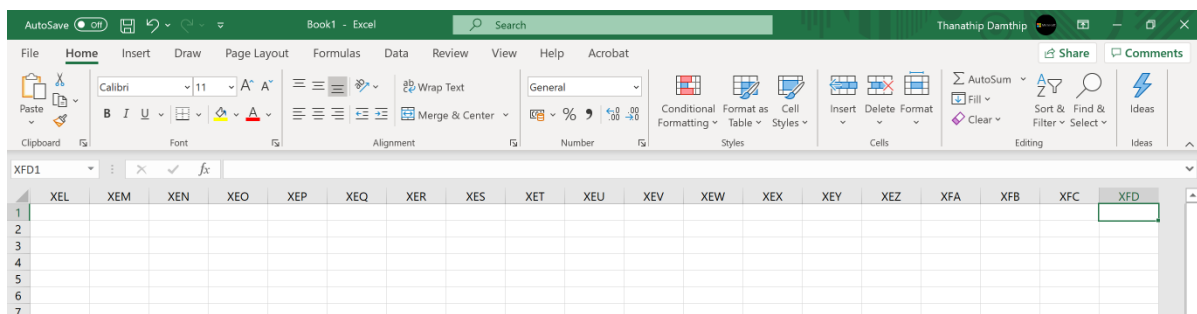 AutoSave Off Book1 - Excel Search Thanathip Damthip
File Home Insert Draw Page Layout Formulas Data Review View Help Acrobat Share Comments
Calibri 11 A^ A˅ ab Wrap Text General AutoSum
Paste B I U A Merge & Center % 9 .00 .0 Conditional Formatting Format as Table Cell Styles Insert Delete Format Fill Sort & Filter Find & Select Ideas
Clear
Clipboard Font Alignment Number Styles Cells Editing Ideas
XFD1 fx
XEL XEM XEN XEO XEP XEQ XER XES XET XEU XEV XEW XEX XEY XEZ XFA XFB XFC XFD
1
2
3
4
5
6
7